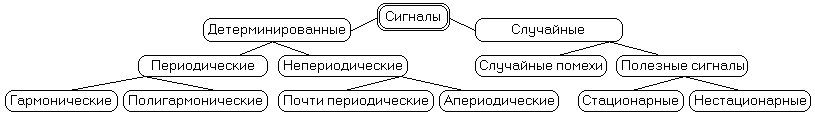 Сигналы
Детерминированные
Случайные
Периодические
Непериодические
Случайные помехи
Полезные сигналы
Гармонические
Полигармонические
Почти периодические
Апериодические
Стационарные
Нестационарные